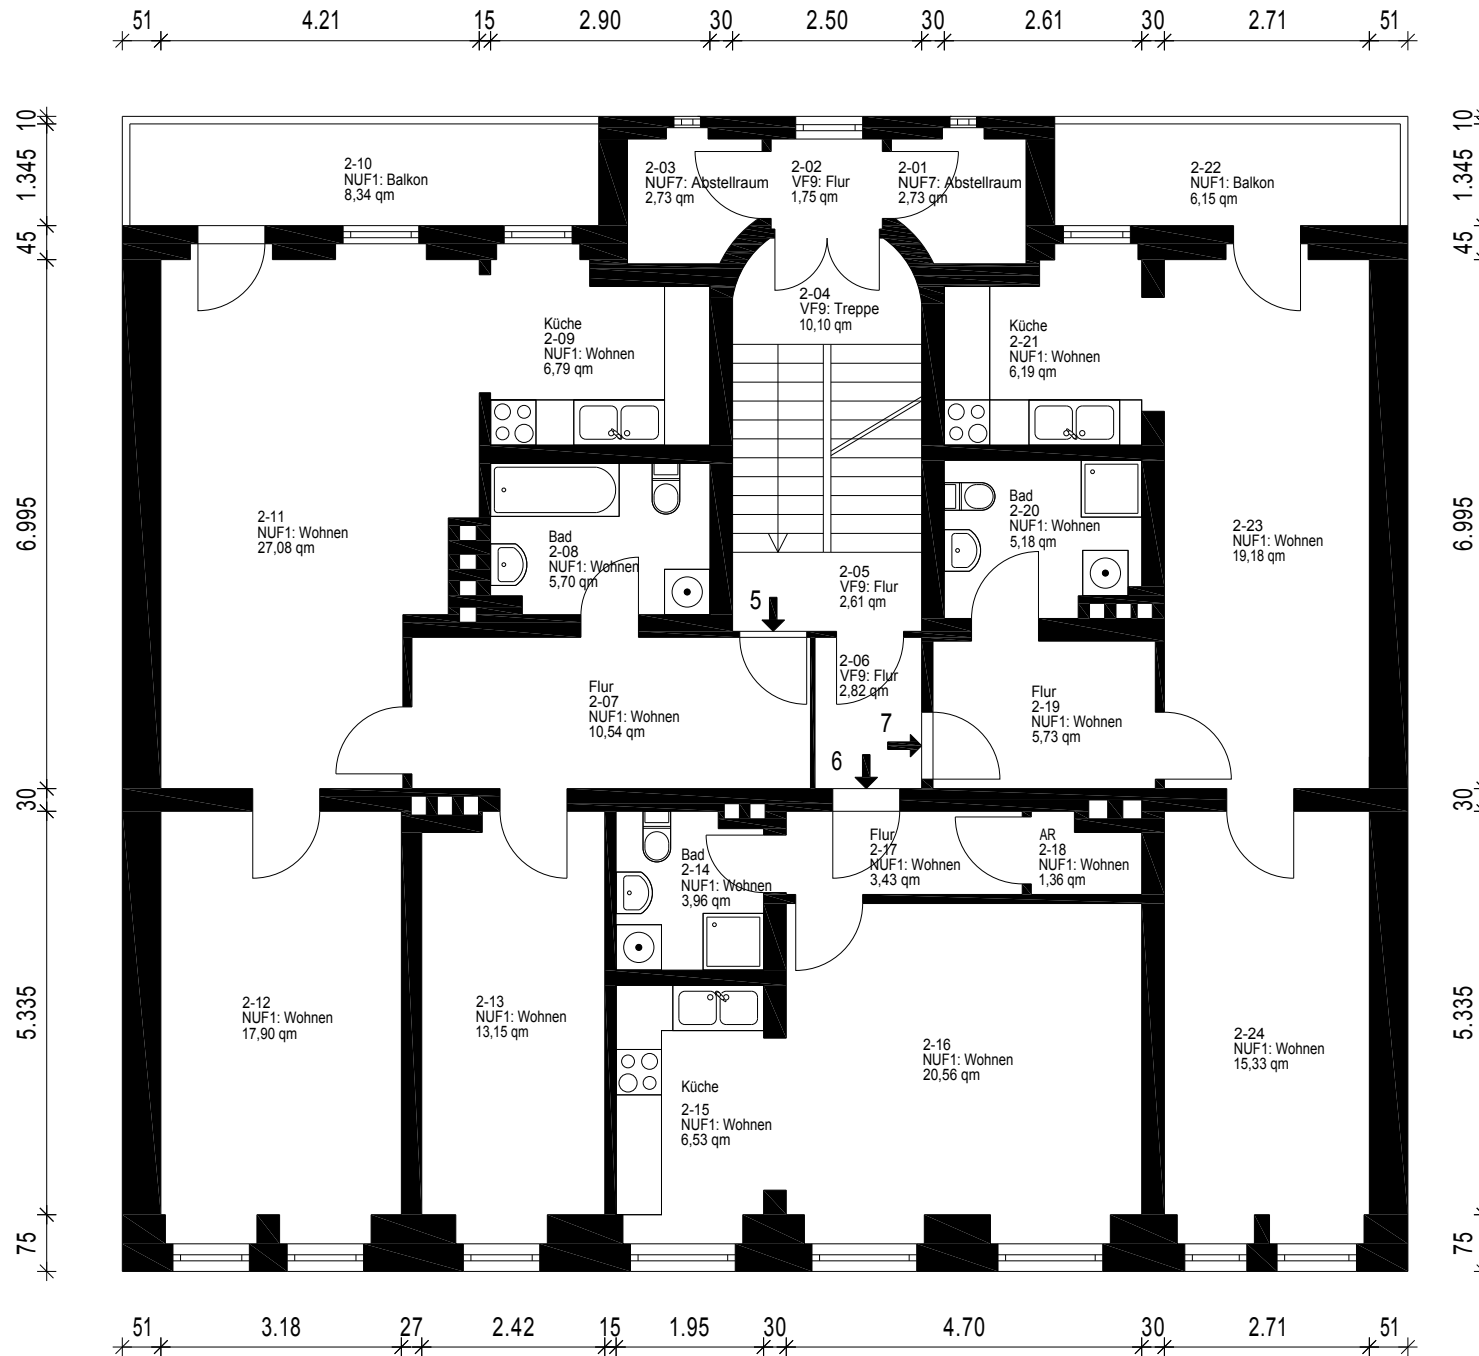 51 4.21 15 2.90 30 2.50 30 2.61 30 2.71 51
10
1.345
45
6.995
30
5.335
75
10
1.345
45
6.995
30
5.335
75
2-10
NUF1: Balkon
8,34 qm
2-03
NUF7: Abstellraum
2,73 qm
2-02
VF9: Flur
1,75 qm
2-01
NUF7: Abstellraum
2,73 qm
2-22
NUF1: Balkon
6,15 qm
2-04
VF9: Treppe
10,10 qm
Küche
2-09
NUF1: Wohnen
6,79 qm
Küche
2-21
NUF1: Wohnen
6,19 qm
2-11
NUF1: Wohnen
27,08 qm
Bad
2-08
NUF1: Wohnen
5,70 qm
Bad
2-20
NUF1: Wohnen
5,18 qm
2-23
NUF1: Wohnen
19,18 qm
2-05
VF9: Flur
2,61 qm
5
2-06
VF9: Flur
2,82 qm
Flur
2-07
NUF1: Wohnen
10,54 qm
7
6
Flur
2-19
NUF1: Wohnen
5,73 qm
Bad
2-14
NUF1: Wohnen
3,96 qm
Flur
2-17
NUF1: Wohnen
3,43 qm
AR
2-18
NUF1: Wohnen
1,36 qm
2-12
NUF1: Wohnen
17,90 qm
2-13
NUF1: Wohnen
13,15 qm
2-16
NUF1: Wohnen
20,56 qm
2-24
NUF1: Wohnen
15,33 qm
Küche
2-15
NUF1: Wohnen
6,53 qm
51 3.18 27 2.42 15 1.95 30 4.70 30 2.71 51